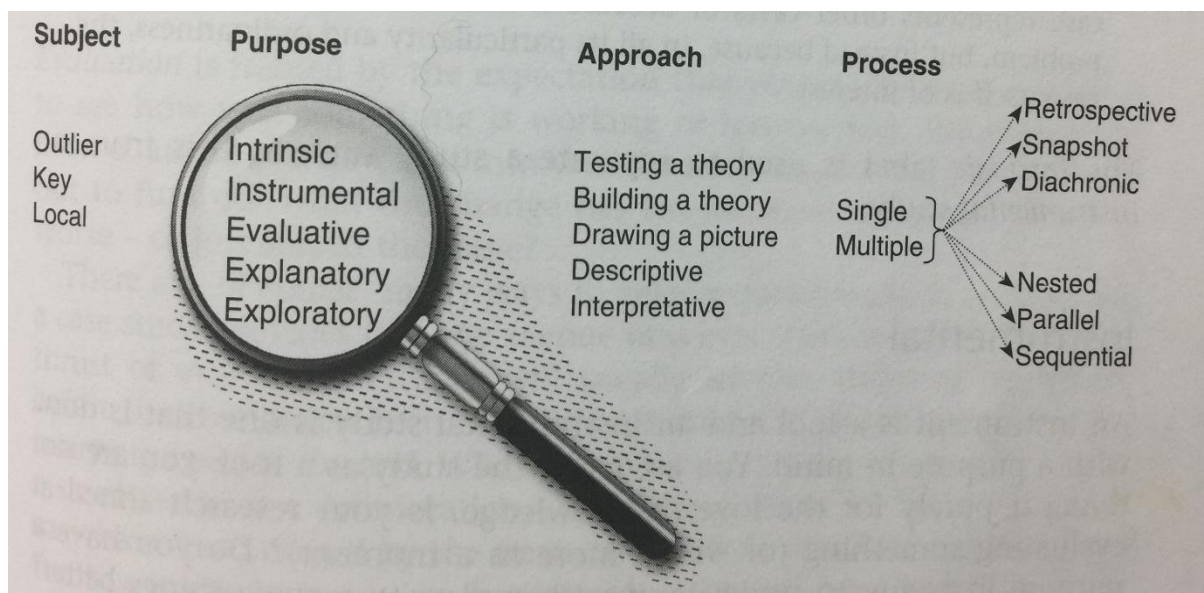 Subject
Outlier
Key
Local
Purpose
Intrinsic
Instrumental
Evaluative
Explanatory
Exploratory
Approach
Testing a theory
Building a theory
Drawing a picture
Descriptive
Interpretative
Process
Single
Multiple
Retrospective
Snapshot
Diachronic
Nested
Parallel
Sequential